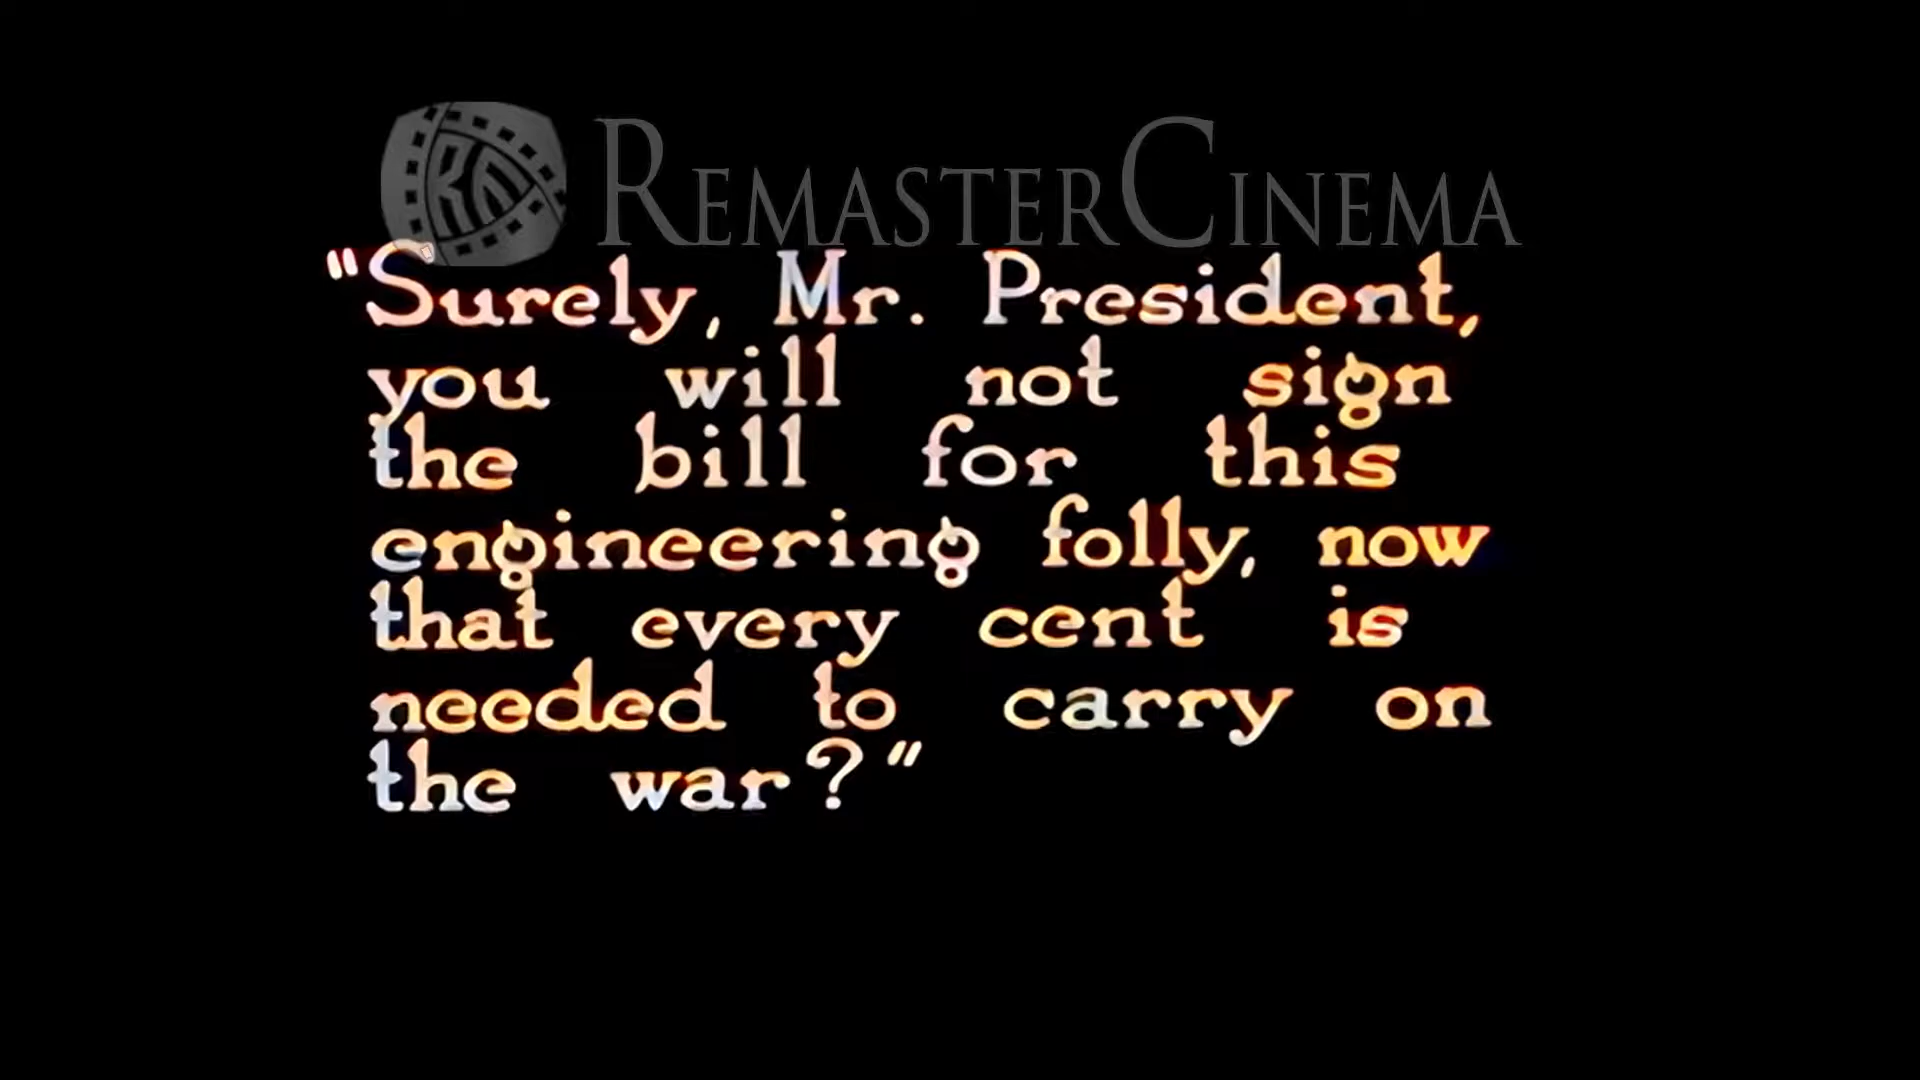 REMASTERCINEMA
"Surely, Mr. President,
you will not sign
the bill for this
engineering folly, now
that every cent is
needed to carry on
the war?"